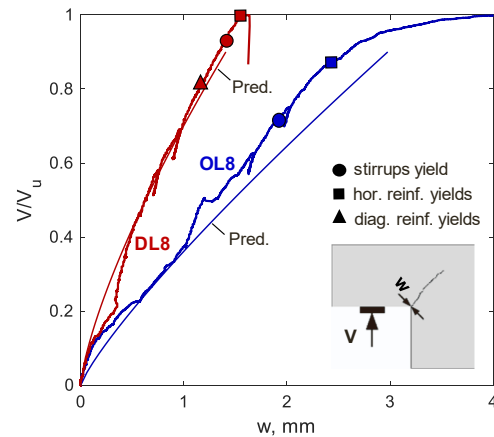 1
0.8
0.6
0.4
0.2
0
0
1
2
3
4
V/Vu
w, mm
Pred.
OL8
DL8
Pred.
stirrups yield
hor. reinf. yields
diag. reinf. yields
w
V